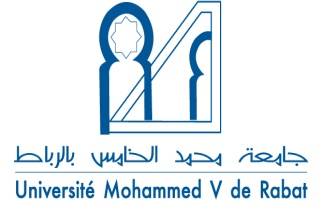 جامعة محمد الخامس بالرباط
Université Mohammed V de Rabat